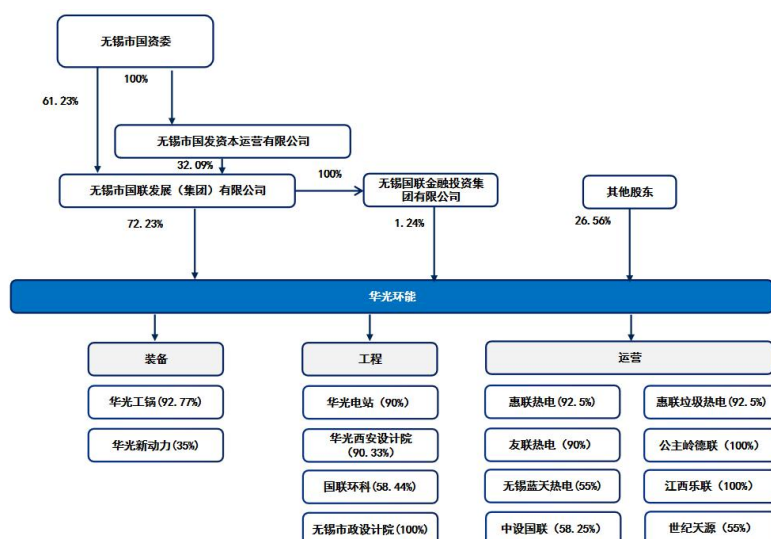 无锡市国资委
100%
61.23%
无锡市国发资本运营有限公司
32.09%
无锡市国联发展（集团）有限公司
100%
无锡国联金融投资集
团有限公司
其他股东
72.23%
1.24%
26.56%
华光环能
装备
工程
运营
华光工锅(92.77%)
华光电站（90%）
惠联热电(92.5%)
惠联垃圾热电(92.5%)
华光新动力(35%)
华光西安设计院
(90.33%)
友联热电（90%）
公主岭德联（100%）
国联环科(58.44%)
无锡蓝天热电(55%)
江西乐联（100%）
无锡市政设计院(100%)
中设国联（58.25%）
世纪天源（55%）